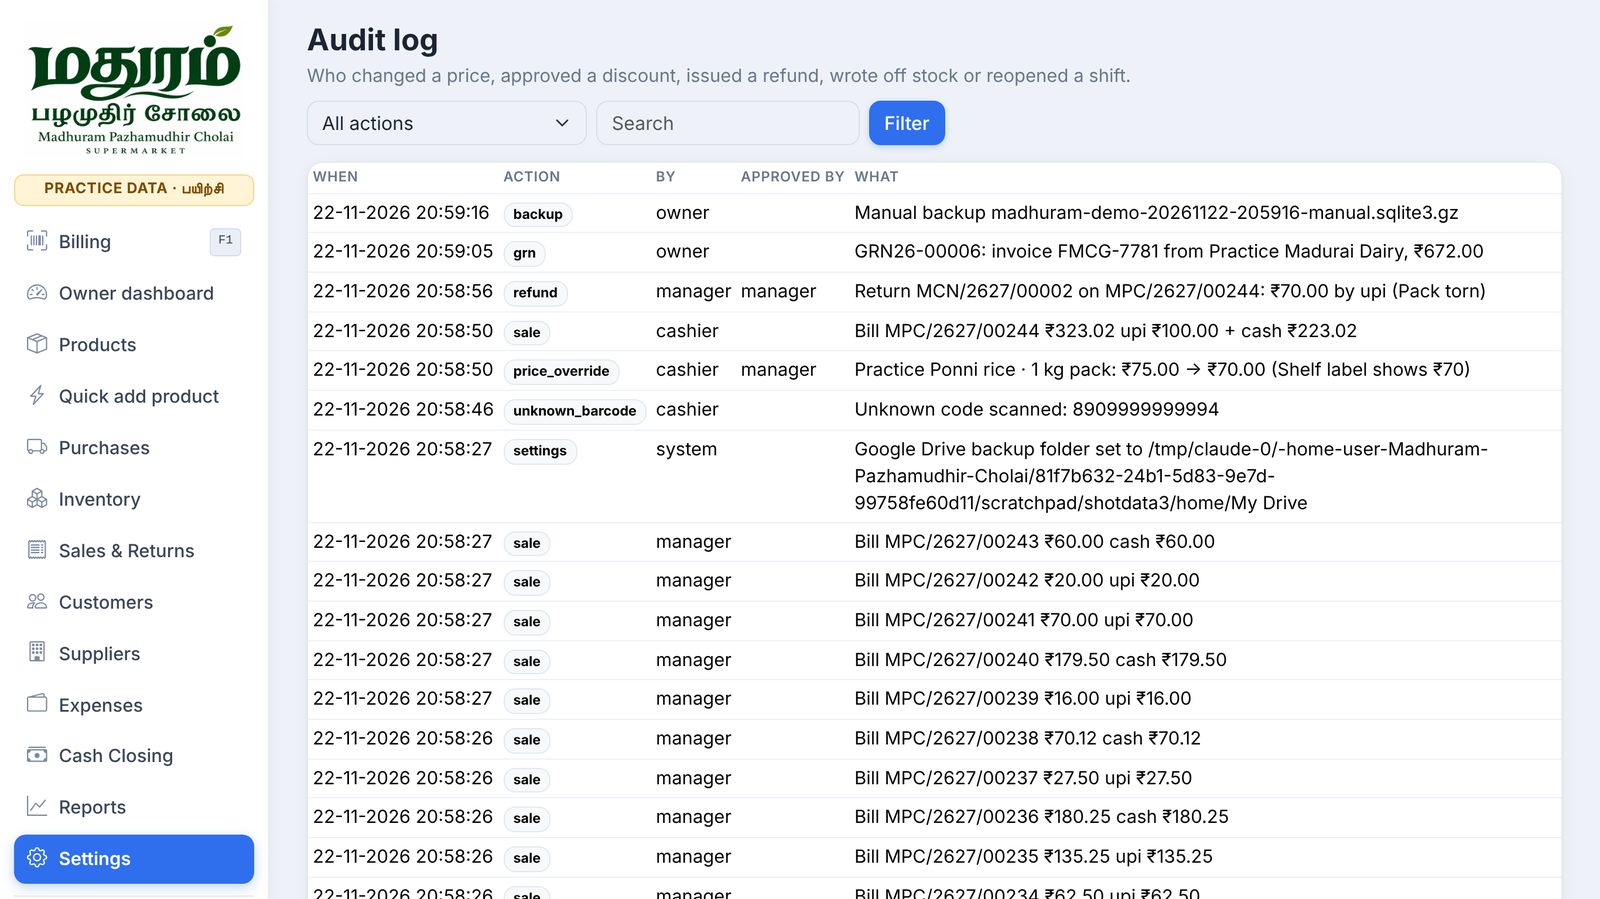 மதுரம்
பழமுதிர் சோலை
Madhuram Pazhamudhir Cholai
SUPERMARKET
PRACTICE DATA · பயிற்சி
Billing F1
Owner dashboard
Products
Quick add product
Purchases
Inventory
Sales & Returns
Customers
Suppliers
Expenses
Cash Closing
Reports
Settings
Audit log
Who changed a price, approved a discount, issued a refund, wrote off stock or reopened a shift.
All actions Search Filter
WHEN ACTION BY APPROVED BY WHAT
22-11-2026 20:59:16 backup owner Manual backup madhuram-demo-20261122-205916-manual.sqlite3.gz
22-11-2026 20:59:05 grn owner GRN26-00006: invoice FMCG-7781 from Practice Madurai Dairy, ₹672.00
22-11-2026 20:58:56 refund manager manager Return MCN/2627/00002 on MPC/2627/00244: ₹70.00 by upi (Pack torn)
22-11-2026 20:58:50 sale cashier Bill MPC/2627/00244 ₹323.02 upi ₹100.00 + cash ₹223.02
22-11-2026 20:58:50 price_override cashier manager Practice Ponni rice · 1 kg pack: ₹75.00 → ₹70.00 (Shelf label shows ₹70)
22-11-2026 20:58:46 unknown_barcode cashier Unknown code scanned: 8909999999994
22-11-2026 20:58:27 settings system Google Drive backup folder set to /tmp/claude-0/-home-user-Madhuram-
Pazhamudhir-Cholai/81f7b632-24b1-5d83-9e7d-
99758fe60d11/scratchpad/shotdata3/home/My Drive
22-11-2026 20:58:27 sale manager Bill MPC/2627/00243 ₹60.00 cash ₹60.00
22-11-2026 20:58:27 sale manager Bill MPC/2627/00242 ₹20.00 upi ₹20.00
22-11-2026 20:58:27 sale manager Bill MPC/2627/00241 ₹70.00 upi ₹70.00
22-11-2026 20:58:27 sale manager Bill MPC/2627/00240 ₹179.50 cash ₹179.50
22-11-2026 20:58:27 sale manager Bill MPC/2627/00239 ₹16.00 upi ₹16.00
22-11-2026 20:58:26 sale manager Bill MPC/2627/00238 ₹70.12 cash ₹70.12
22-11-2026 20:58:26 sale manager Bill MPC/2627/00237 ₹27.50 upi ₹27.50
22-11-2026 20:58:26 sale manager Bill MPC/2627/00236 ₹180.25 cash ₹180.25
22-11-2026 20:58:26 sale manager Bill MPC/2627/00235 ₹135.25 upi ₹135.25
22-11-2026 20:58:26 sale manager Bill MPC/2627/00234 ₹62.50 upi ₹62.50